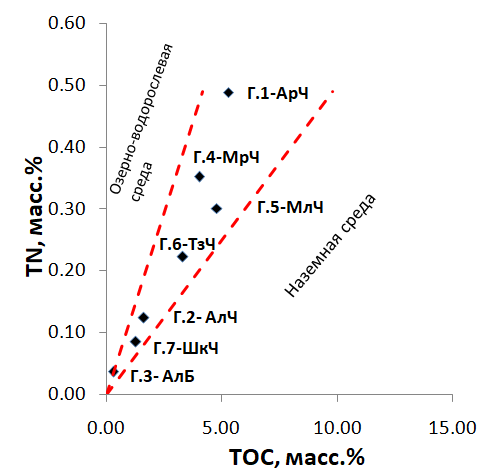 0.60
0.50
0.40
0.30
0.20
0.10
0.00
TN, масс.%
Озерно-водорослевая
среда
Г.1-АрЧ
Г.4-МрЧ
Г.5-МлЧ
Г.6-ТзЧ
Наземная среда
Г.2- АлЧ
Г.7-ШкЧ
Г.3- АлБ
0.00 5.00 10.00 15.00
TOC, масс.%